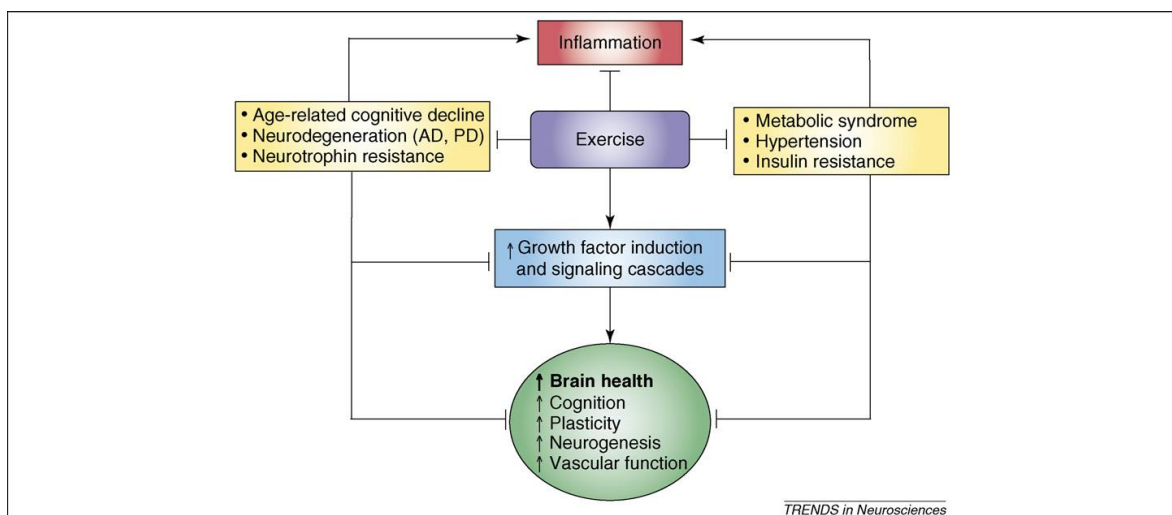 Inflammation
• Age-related cognitive decline
• Neurodegeneration (AD, PD)
• Neurotrophin resistance
Exercise
• Metabolic syndrome
• Hypertension
• Insulin resistance
↑ Growth factor induction
and signaling cascades
↑ Brain health
↑ Cognition
↑ Plasticity
↑ Neurogenesis
↑ Vascular function
TRENDS in Neurosciences